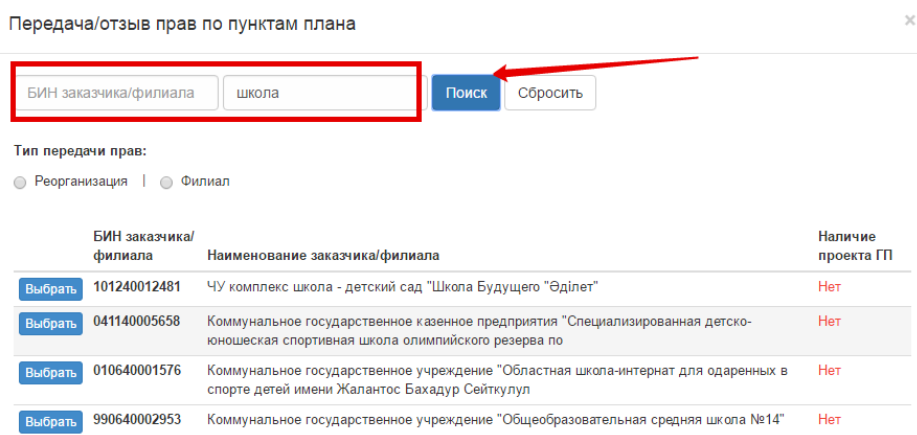 Передача/отзыв прав по пунктам плана ×
БИН заказчика/филиала школа Поиск Сбросить
Тип передачи прав:
Реорганизация | Филиал
БИН заказчика/ Наличие
филиала Наименование заказчика/филиала проекта ГП
Выбрать 101240012481 ЧУ комплекс школа - детский сад "Школа Будущего "Әділет" Нет
Выбрать 041140005658 Коммунальное государственное казенное предприятие "Специализированная детско- Нет
юношеская спортивная школа олимпийского резерва по
Выбрать 010640001576 Коммунальное государственное учреждение "Областная школа-интернат для одаренных в Нет
спорте детей имени Жалантос Бахадур Сейткулул
Выбрать 990640002953 Коммунальное государственное учреждение "Общеобразовательная средняя школа №14" Нет